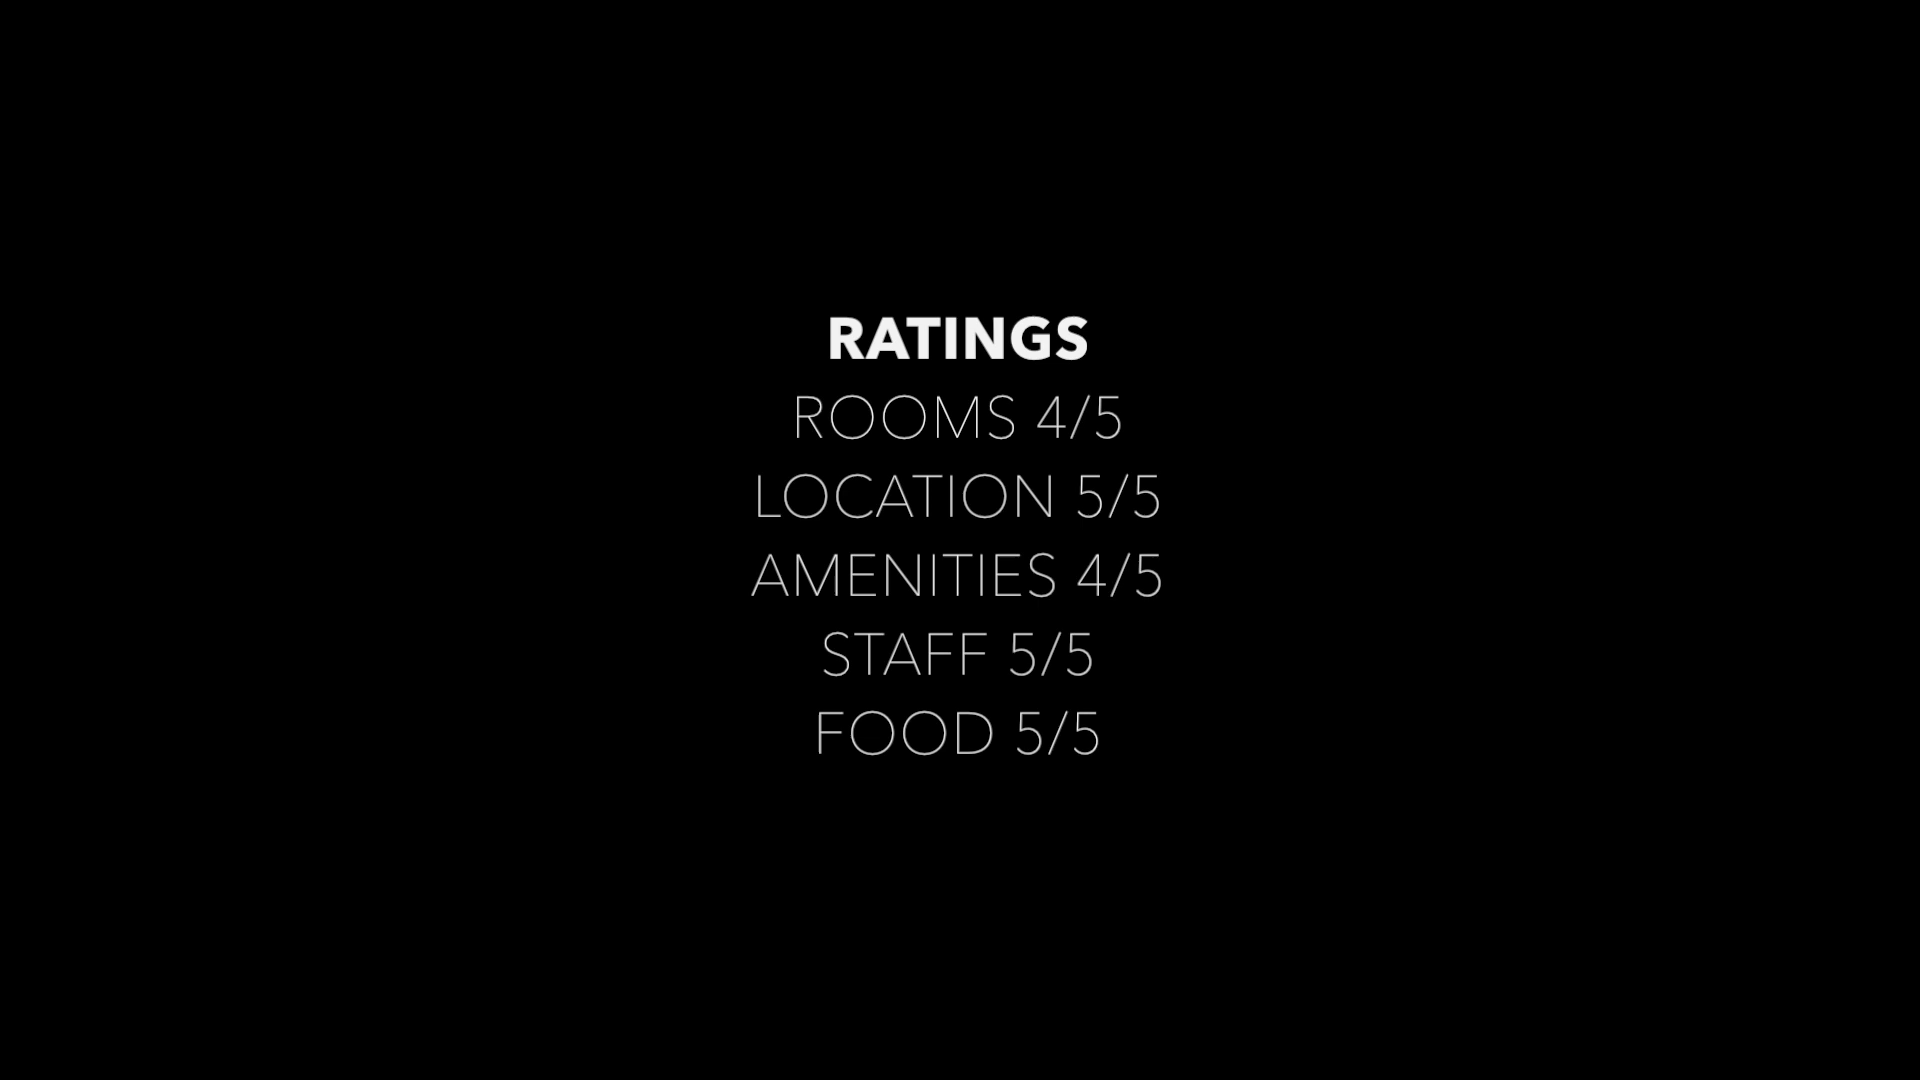 RATINGS
ROOMS 4/5
LOCATION 5/5
AMENITIES 4/5
STAFF 5/5
FOOD 5/5